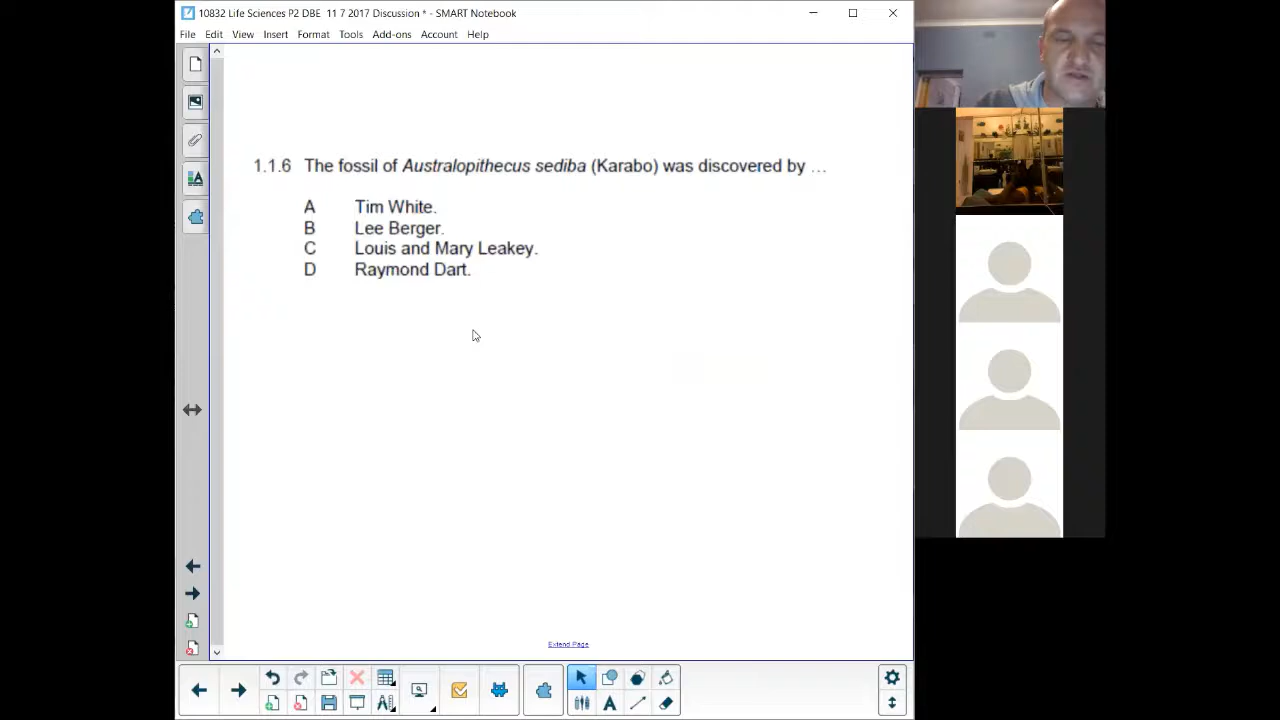 10832 Life Sciences P2 DBE 11 7 2017 Discussion * - SMART Notebook
File Edit View Insert Format Tools Add-ons Account Help
1.1.6 The fossil of Australopithecus sediba (Karabo) was discovered by …
A Tim White.
B Lee Berger.
C Louis and Mary Leakey.
D Raymond Dart.
Extend Page